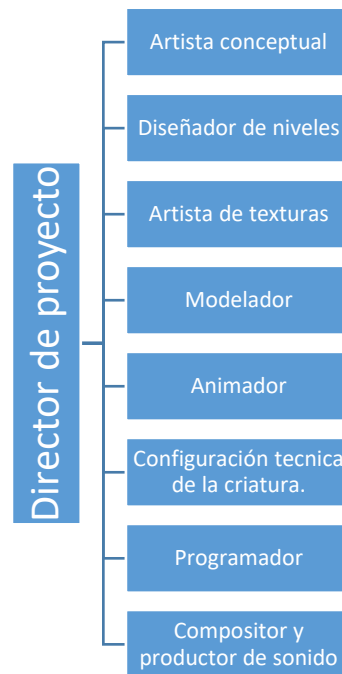 Director de proyecto
Artista conceptual
Diseñador de niveles
Artista de texturas
Modelador
Animador
Configuración tecnica
de la criatura.
Programador
Compositor y
productor de sonido